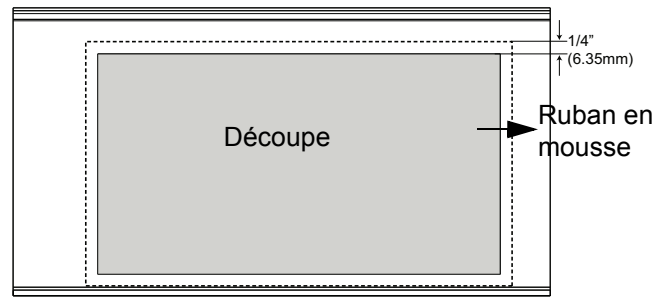 1/4”
(6.35mm)
Découpe
Ruban en
mousse